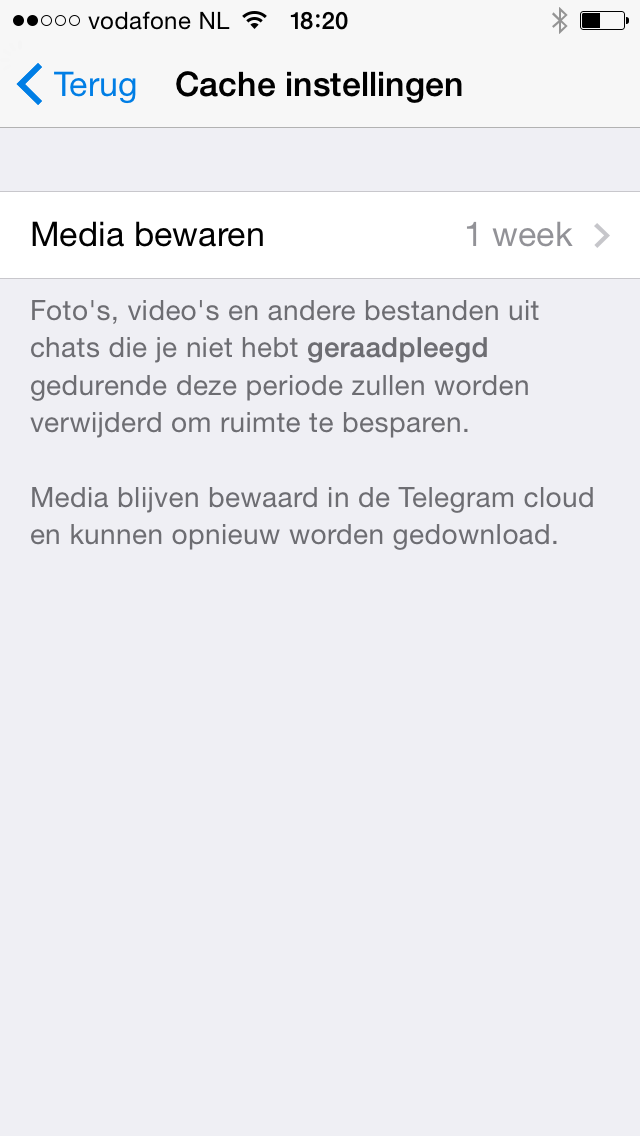 vodafone NL 18:20
Terug Cache instellingen
Media bewaren 1 week
Foto's, video's en andere bestanden uit
chats die je niet hebt geraadpleegd
gedurende deze periode zullen worden
verwijderd om ruimte te besparen.
Media blijven bewaard in de Telegram cloud
en kunnen opnieuw worden gedownload.